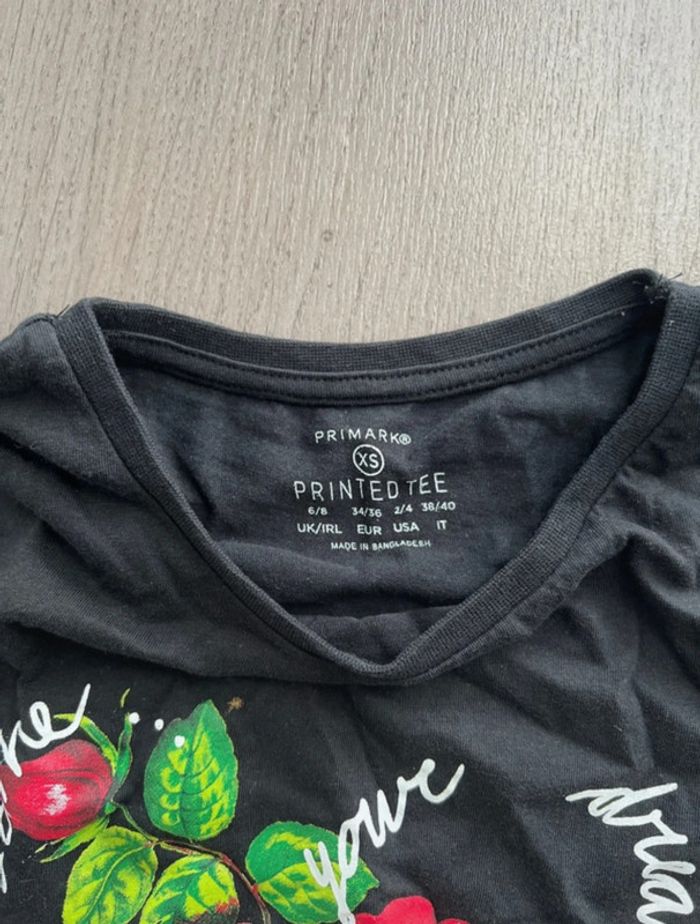 PRIMARK®
XS
PRINTED TEE
6/8 34/36 2/4 38/40
UK/IRL EUR USA IT
MADE IN BANGLADESH
your